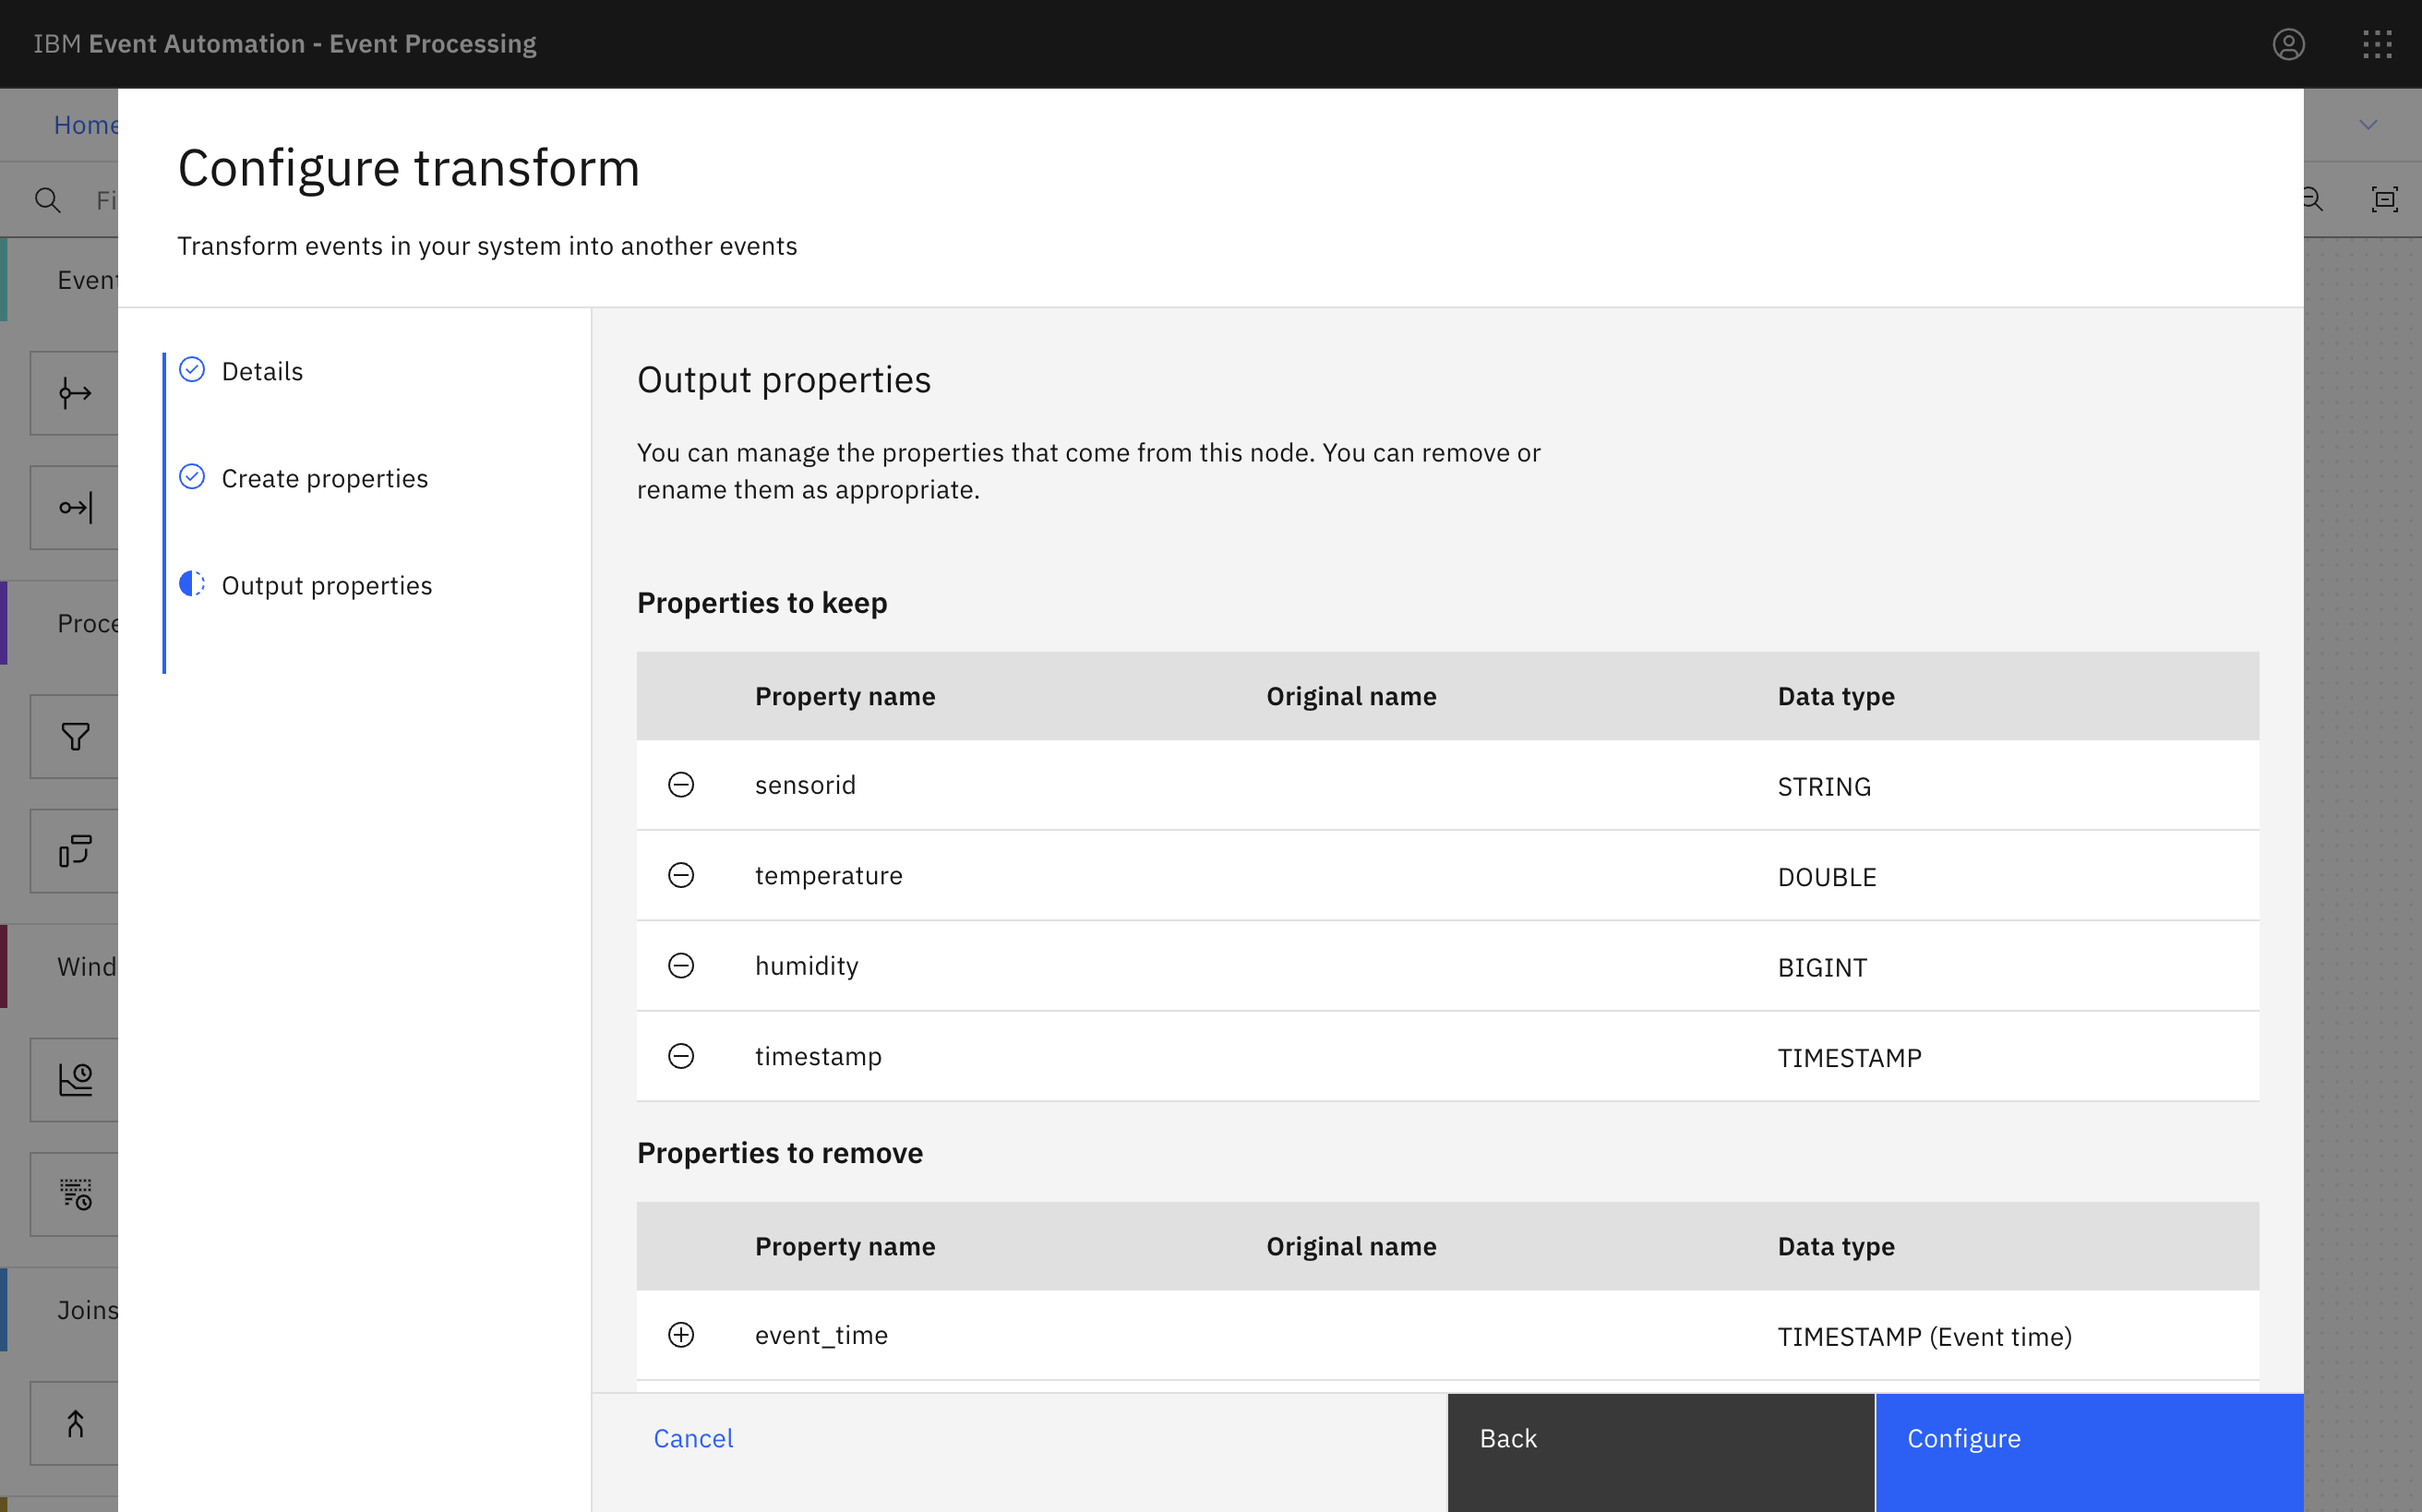 IBM Event Automation - Event Processing
Home
Configure transform
Fi
Transform events in your system into another events
Event
Proce
Wind
Joins
Details
Create properties
Output properties
Output properties
You can manage the properties that come from this node. You can remove or
rename them as appropriate.
Properties to keep
Property name Original name Data type
sensorid STRING
temperature DOUBLE
humidity BIGINT
timestamp TIMESTAMP
Properties to remove
Property name Original name Data type
event_time TIMESTAMP (Event time)
Cancel Back Configure